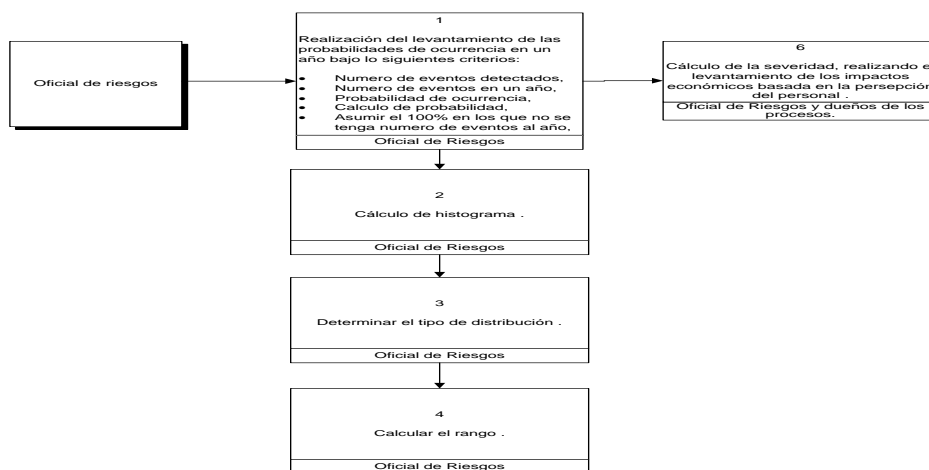 Oficial de riesgos
1
Realización del levantamiento de las
probabilidades de ocurrencia en un
año bajo lo siguientes criterios:
• Numero de eventos detectados,
• Numero de eventos en un año,
• Probabilidad de ocurrencia,
• Calculo de probabilidad,
• Asumir el 100% en los que no se
tenga numero de eventos al año,
Oficial de Riesgos
6
Cálculo de la severidad, realizando e
levantamiento de los impactos
económicos basada en la persepción
del personal .
Oficial de Riesgos y dueños de los
procesos.
2
Cálculo de histograma .
Oficial de Riesgos
3
Determinar el tipo de distribución .
Oficial de Riesgos
4
Calcular el rango .
Oficial de Riesgos